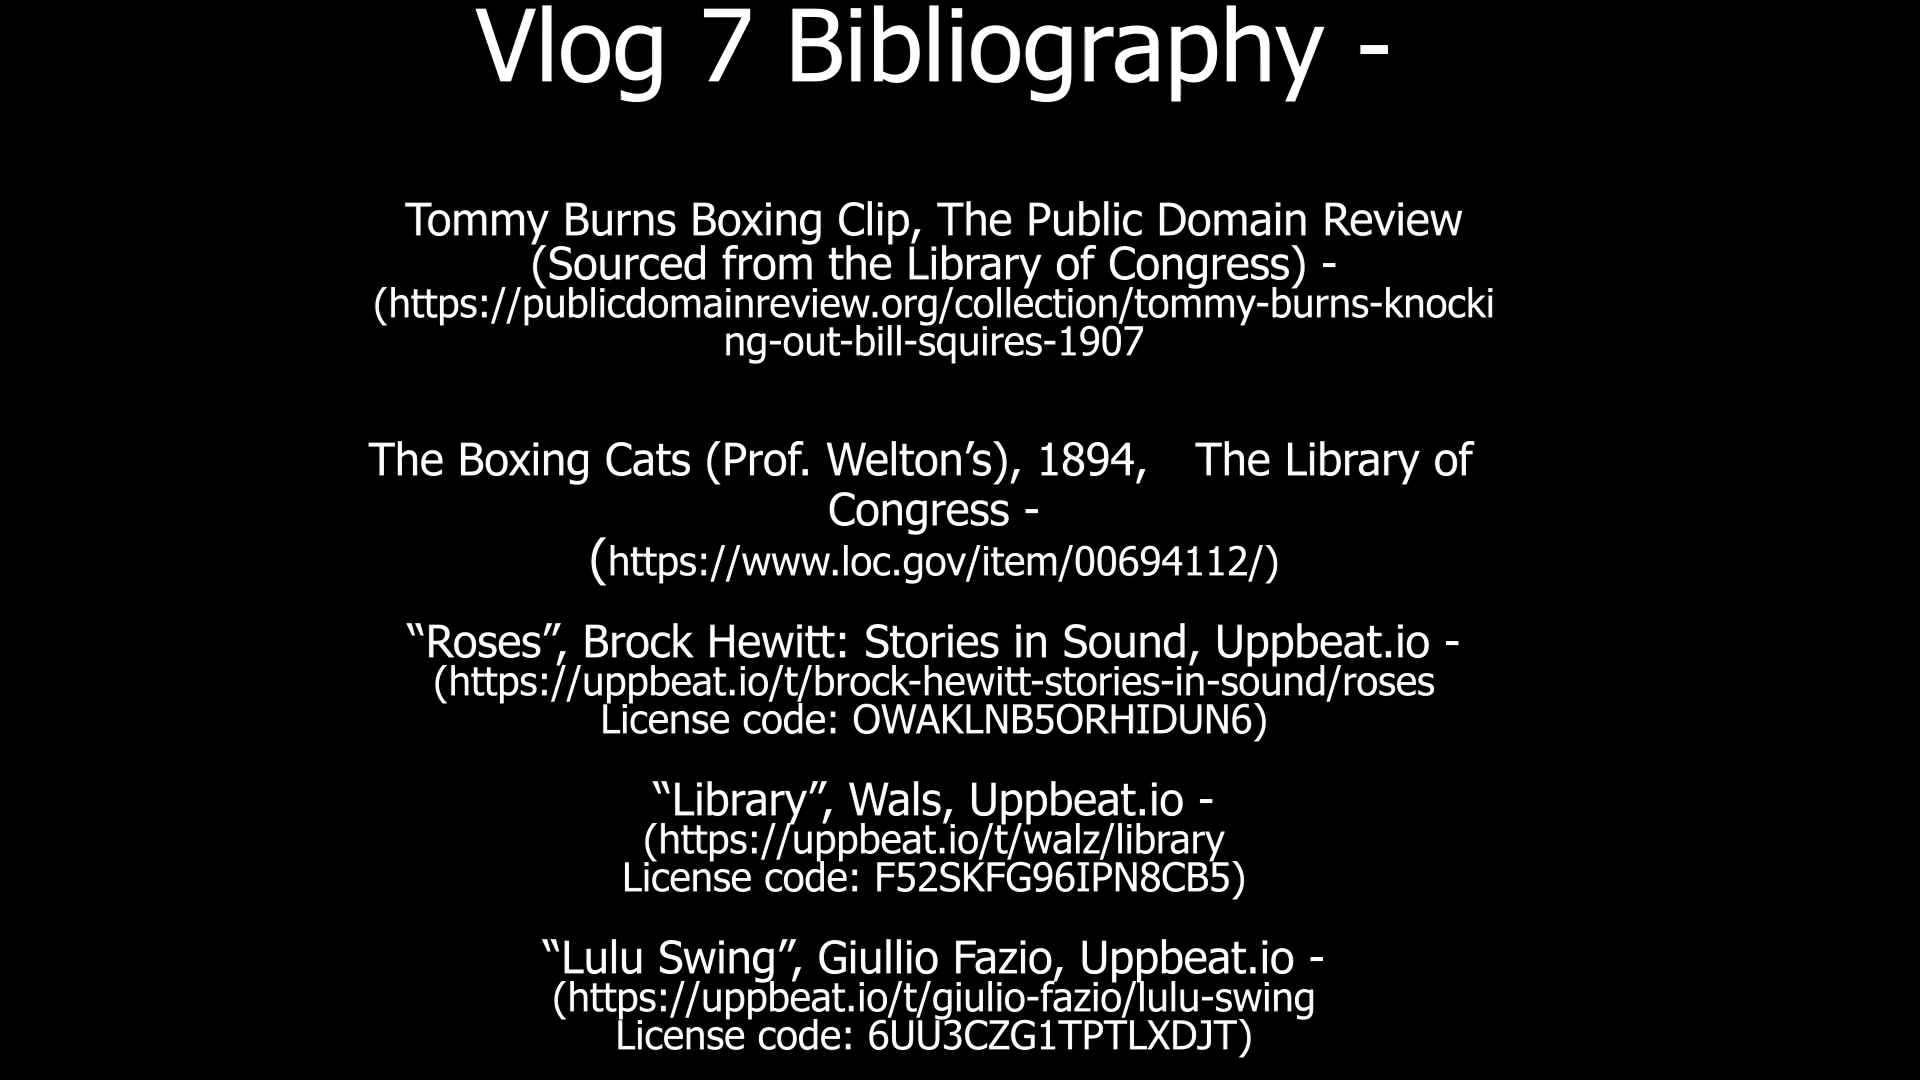 Vlog 7 Bibliography -
Tommy Burns Boxing Clip, The Public Domain Review
(Sourced from the Library of Congress) -
(https://publicdomainreview.org/collection/tommy-burns-knocki
ng-out-bill-squires-1907
The Boxing Cats (Prof. Welton’s), 1894, The Library of
Congress -
(https://www.loc.gov/item/00694112/)
“Roses”, Brock Hewitt: Stories in Sound, Uppbeat.io -
(https://uppbeat.io/t/brock-hewitt-stories-in-sound/roses
License code: OWAKLNB5ORHIDUN6)
“Library”, Wals, Uppbeat.io -
(https://uppbeat.io/t/walz/library
License code: F52SKFG96IPN8CB5)
“Lulu Swing”, Giullio Fazio, Uppbeat.io -
(https://uppbeat.io/t/giulio-fazio/lulu-swing
License code: 6UU3CZG1TPTLXDJT)